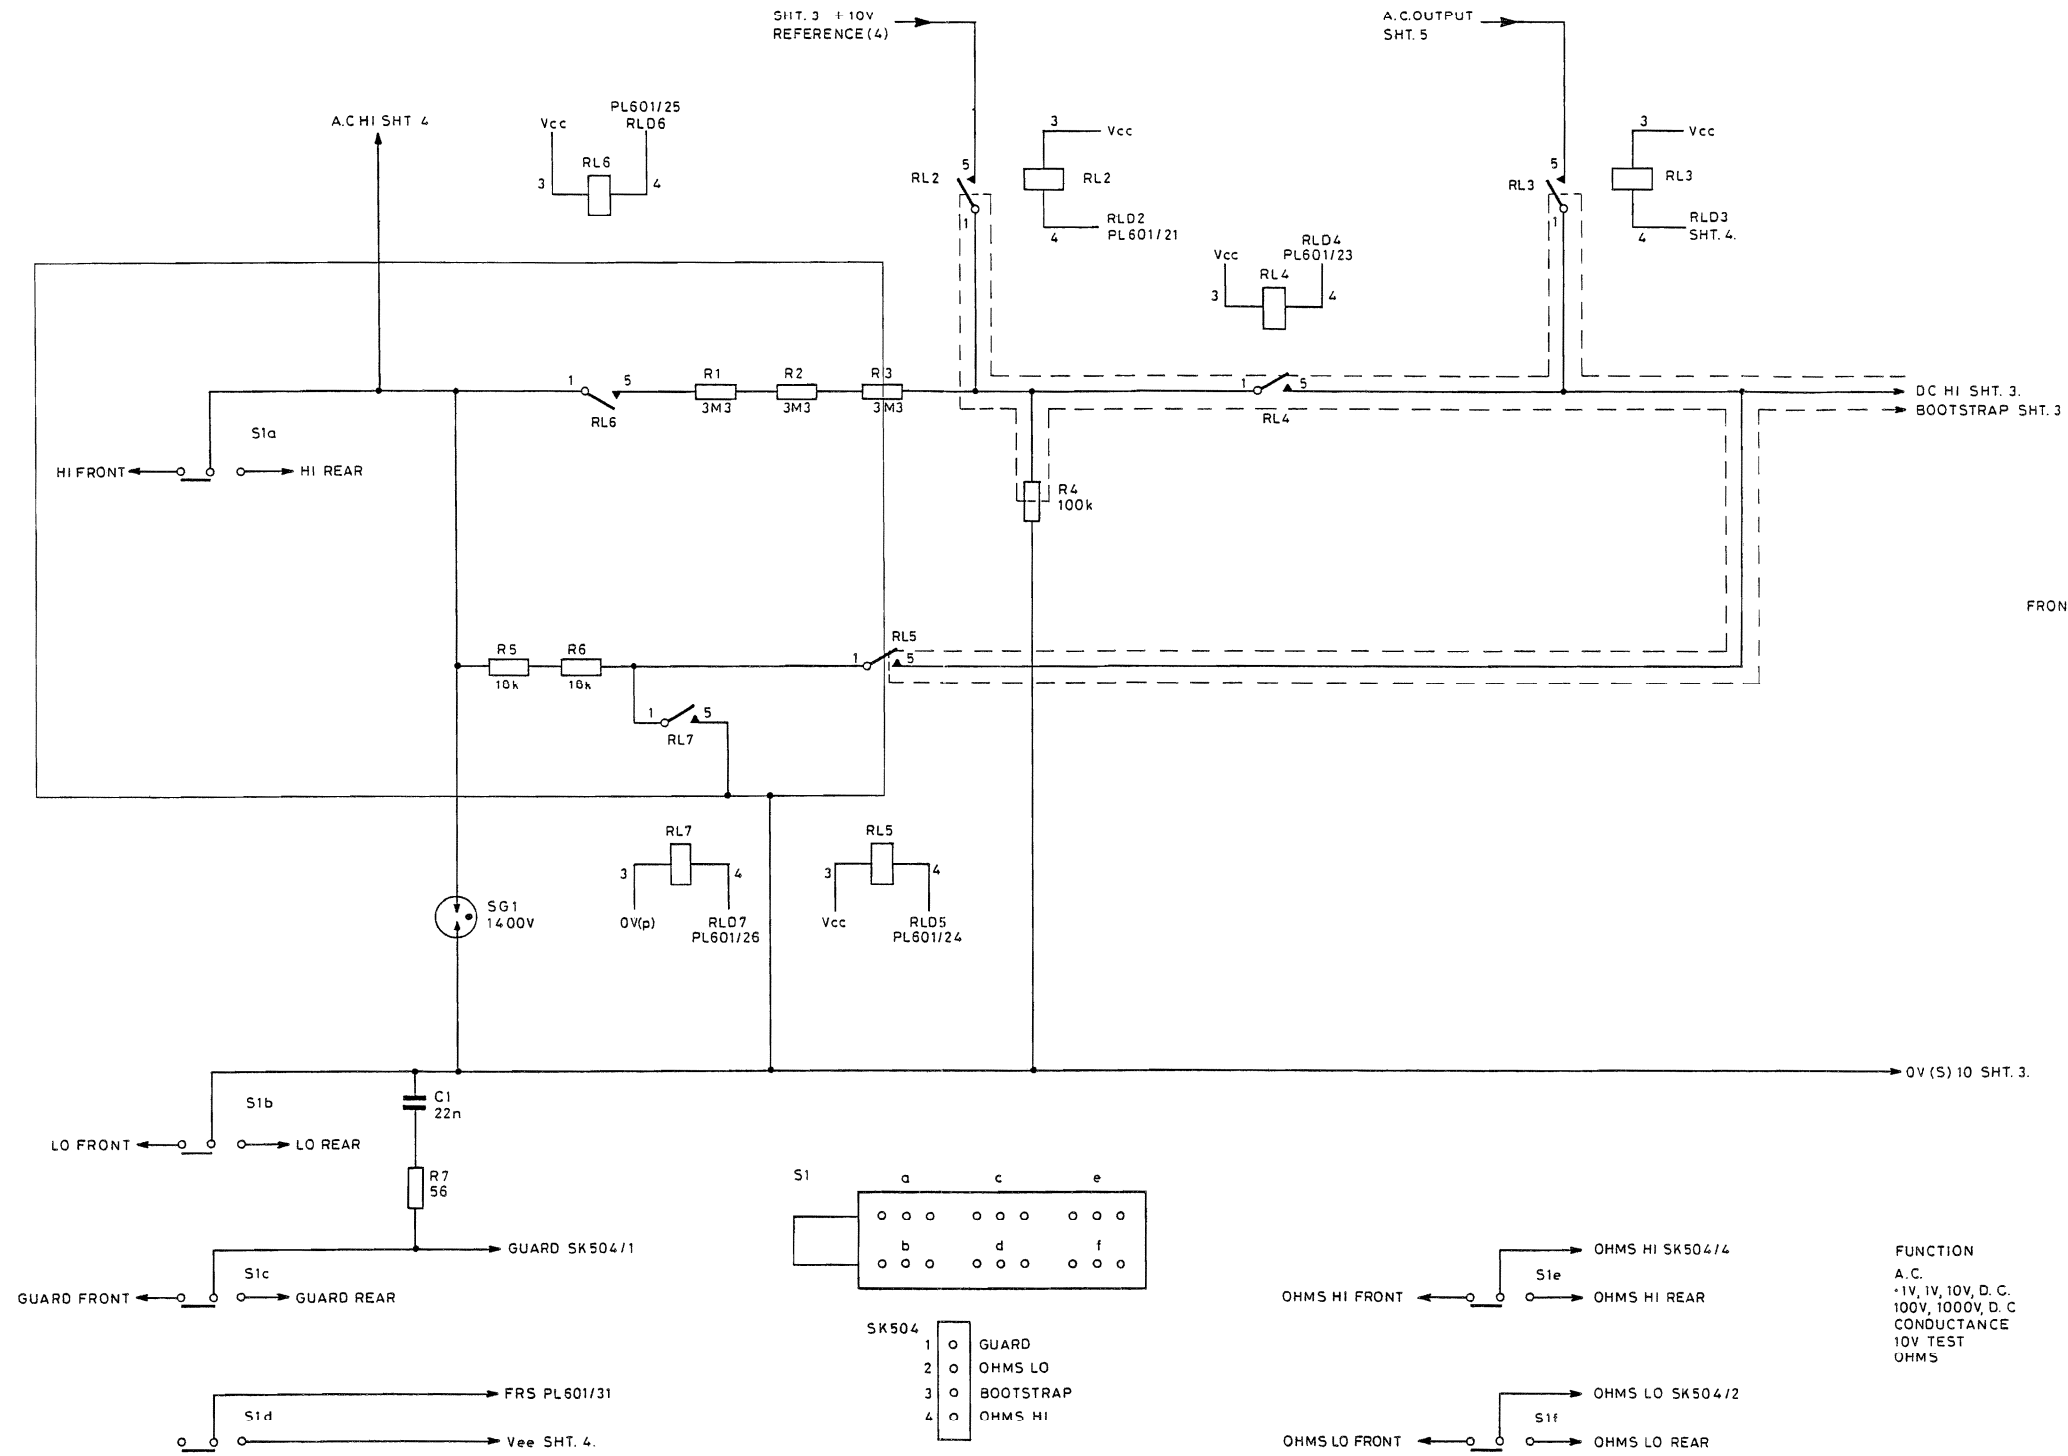 SHT. 3 +10V
REFERENCE(4)
A.C.OUTPUT
SHT. 5
A.C HI SHT 4
PL601/25
RLD6
Vcc
RL6
3
4
3
Vcc
RL2
4
RLD2
PL601/21
5
RL2
1
3
Vcc
RL3
4
RLD3
SHT. 4.
5
RL3
1
RLD4
PL601/23
Vcc
RL4
3
4
1
5
RL6
R1
3M3
R2
3M3
R3
3M3
1
5
RL4
DC HI SHT. 3.
BOOTSTRAP SHT. 3
S1a
HI FRONT
HI REAR
R4
100k
FRON
R5
18k
R6
18k
1
RL5
5
1
5
RL7
RL7
3
4
0V(p)
RLD7
PL601/26
RL5
3
4
Vcc
RLD5
PL601/24
SG1
1400V
0V (S) 10 SHT. 3.
C1
22n
S1b
LO FRONT
LO REAR
R7
56
GUARD SK504/1
S1c
GUARD FRONT
GUARD REAR
FRS PL601/31
S1d
Vee SHT. 4.
S1
a
c
e
b
d
f
SK504
1 GUARD
2 OHMS LO
3 BOOTSTRAP
4 OHMS HI
OHMS HI SK504/4
S1e
OHMS HI FRONT
OHMS HI REAR
OHMS LO SK504/2
S1f
OHMS LO FRONT
OHMS LO REAR
FUNCTION
A.C.
·1V, 1V, 10V, D. C.
100V, 1000V, D. C
CONDUCTANCE
10V TEST
OHMS